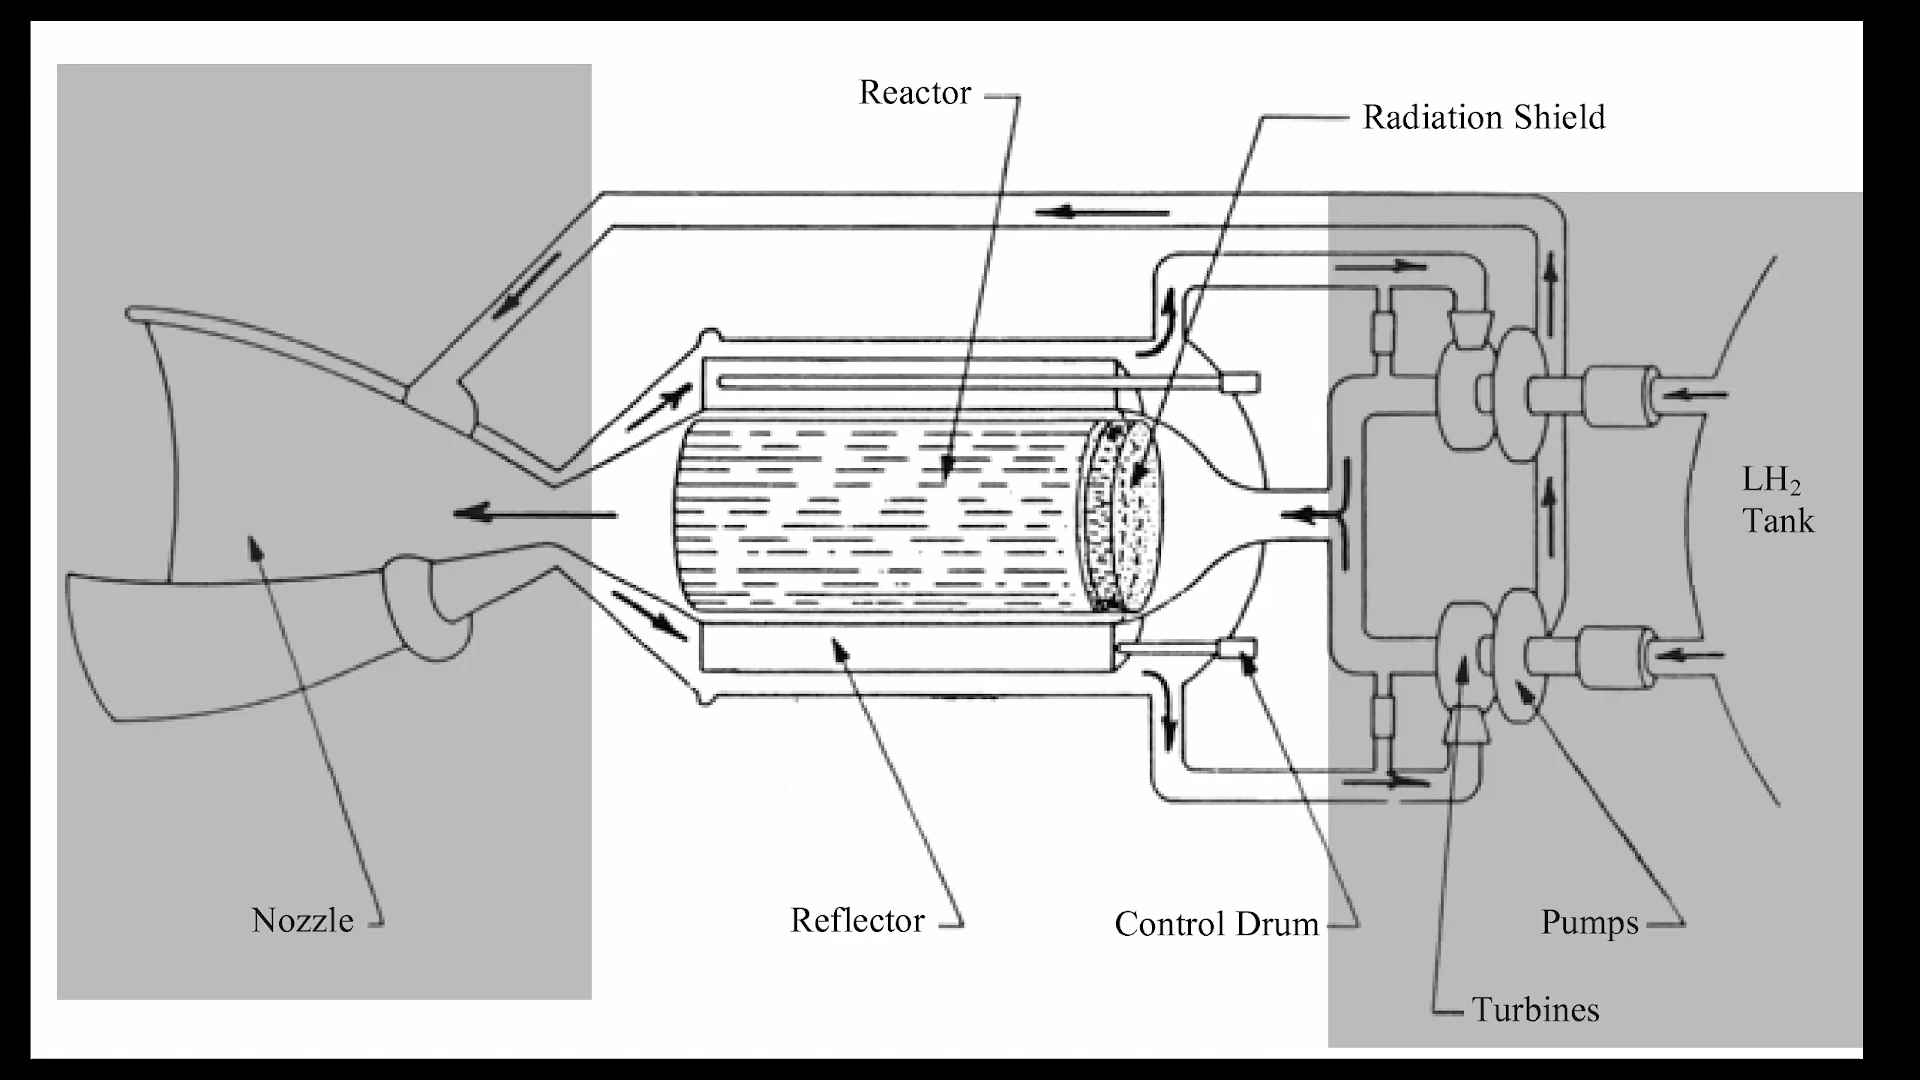 Reactor
Radiation Shield
LH₂
Tank
Nozzle
Reflector
Control Drum
Pumps
Turbines